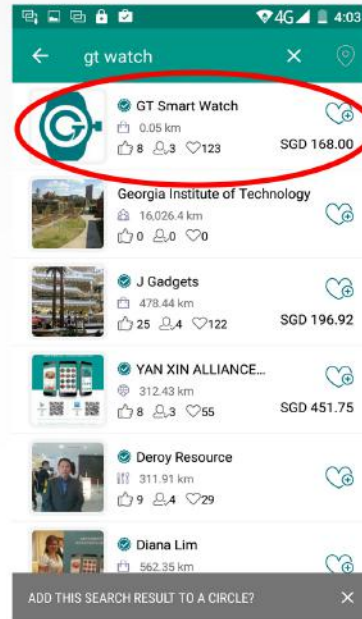 4G 4:03
gt watch
GT Smart Watch
0.05 km
8 3 123 SGD 168.00
Georgia Institute of Technology
16,026.4 km
0 0 0
J Gadgets
478.44 km
25 4 122 SGD 196.92
YAN XIN ALLIANCE...
312.43 km
8 3 55 SGD 451.75
Deroy Resource
311.91 km
9 4 29
Diana Lim
562.35 km
ADD THIS SEARCH RESULT TO A CIRCLE?